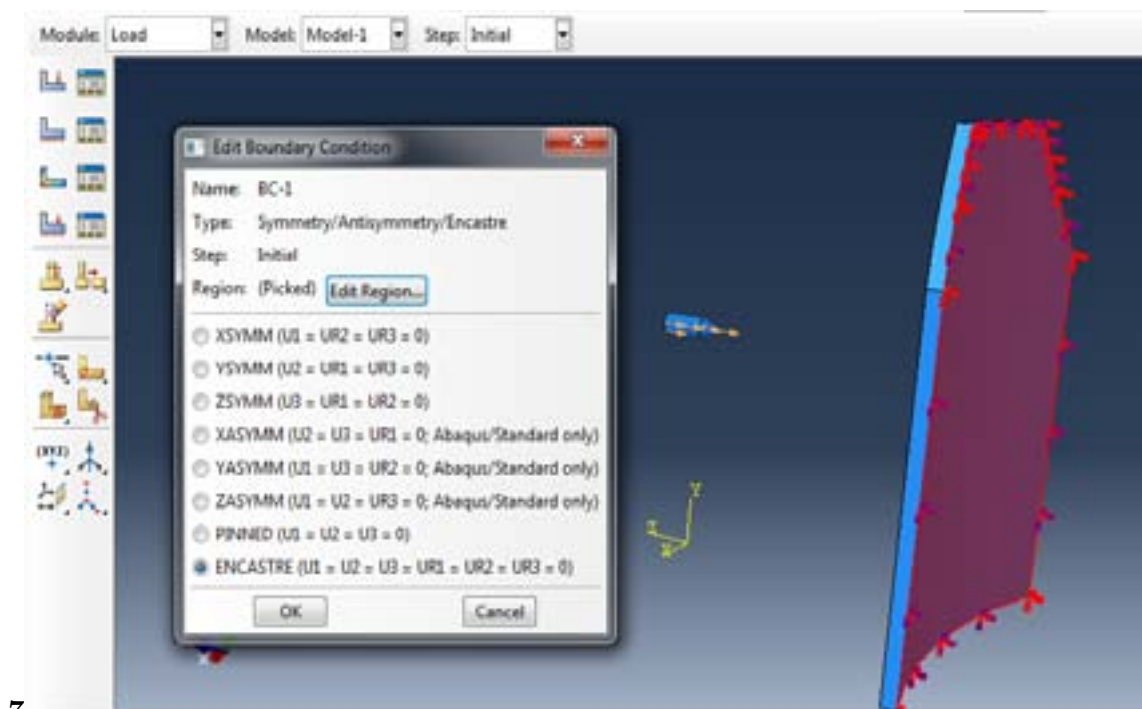 Module: Load Model: Model-1 Step: Initial
Edit Boundary Condition
Name: BC-1
Type: Symmetry/Antisymmetry/Encastre
Step: Initial
Region: (Picked) Edit Region...
XSYMM (U1 = UR2 = UR3 = 0)
YSYMM (U2 = UR1 = UR3 = 0)
ZSYMM (U3 = UR1 = UR2 = 0)
XASYMM (U2 = U3 = UR1 = 0; Abaqus/Standard only)
YASYMM (U1 = U3 = UR2 = 0; Abaqus/Standard only)
ZASYMM (U1 = U2 = UR3 = 0; Abaqus/Standard only)
PINNED (U1 = U2 = U3 = 0)
ENCASTRE (U1 = U2 = U3 = UR1 = UR2 = UR3 = 0)
OK Cancel
(XYZ)
Y
Z
X
X
7